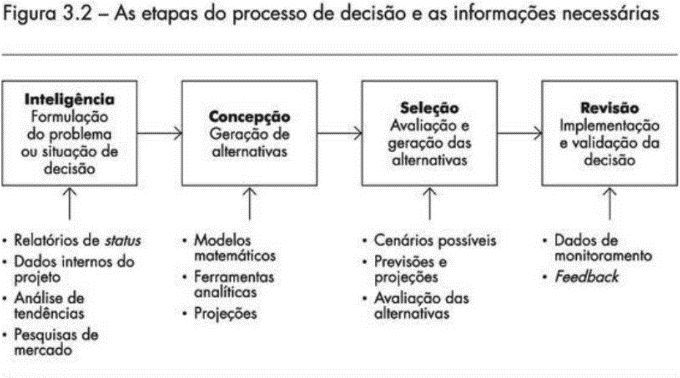 Figura 3.2 – As etapas do processo de decisão e as informações necessárias
Inteligência
Formulação
do problema
ou situação de
decisão
Concepção
Geração de
alternativas
Seleção
Avaliação e
geração das
alternativas
Revisão
Implementação
e validação da
decisão
• Relatórios de status
• Dados internos do
projeto
• Análise de
tendências
• Pesquisas de
mercado
• Modelos
matemáticos
• Ferramentas
analíticas
• Projeções
• Cenários possíveis
• Previsões e
projeções
• Avaliação das
alternativas
• Dados de
monitoramento
• Feedback